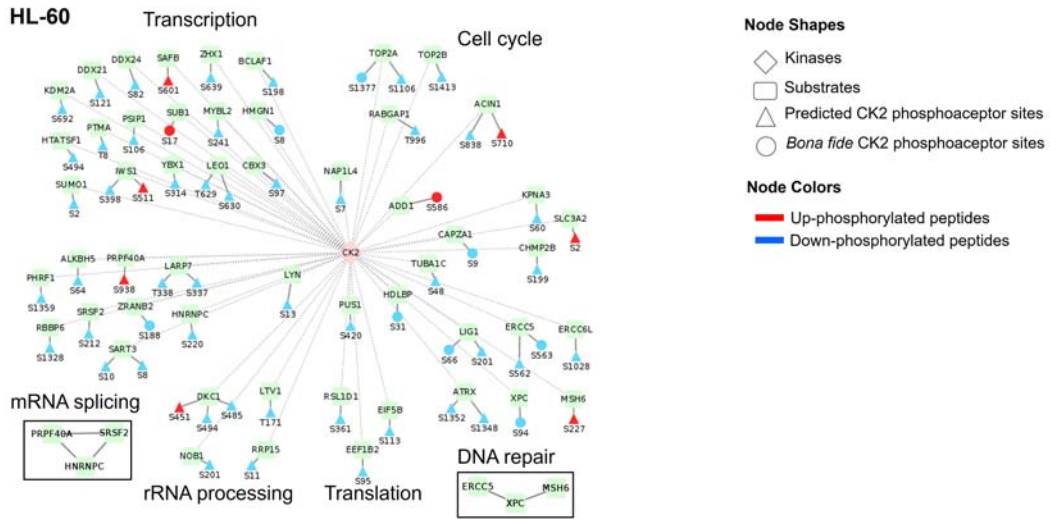 HL-60
Transcription
Cell cycle
DDX24 SAFB ZHX1 BCLAF1
DDX21
KDM2A
S692 S121 S82 S601 S639 S198
TOP2A TOP2B
S1377 S1106 S1413
PTMA PSIP1 SUB1 MYBL2 HMGN1
HTATSF1
S494 T8 S106 S17 S241 S8
RABGAP1
T996
ACIN1
S838 S710
SUMO1 IWS1 YBX1 LEO1 CBX3
S2 S398 S511 S314 T629 S630 S97
NAP1L4
S7
ADD1 S586
CK2
KPNA3
S60
SLC3A2
S2
CAPZA1
S9
CHMP2B
S199
TUBA1C
S48
PHRF1 ALKBH5 PRPF40A LARP7
S1359 S64 S938 T338 S337
RBBP6 SRSF2 ZRANB2 HNRNPC
S1328 S212 S188 S220
SART3
S10 S8
LYN
S13
PUS1
S420
HDLBP
S31
LIG1
S66 S201
ERCC5
S562 S563
ERCC6L
S1028
DKC1
S451 S494 S485
LTV1
T171
NOB1
S201
RRP15
S11
RSL1D1
S361
EIF5B
S113
EEF1B2
S95
ATRX
S1352 S1348
XPC
S94
MSH6
S227
mRNA splicing
PRPF40A SRSF2
HNRNPC
rRNA processing
Translation
DNA repair
ERCC5 MSH6
XPC
Node Shapes
Kinases
Substrates
Predicted CK2 phosphoacceptor sites
Bona fide CK2 phosphoacceptor sites
Node Colors
Up-phosphorylated peptides
Down-phosphorylated peptides